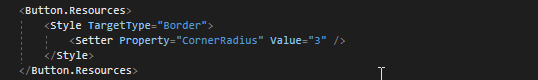 <Button.Resources>
<Style TargetType="Border">
<Setter Property="CornerRadius" Value="3" />
</Style>
</Button.Resources>